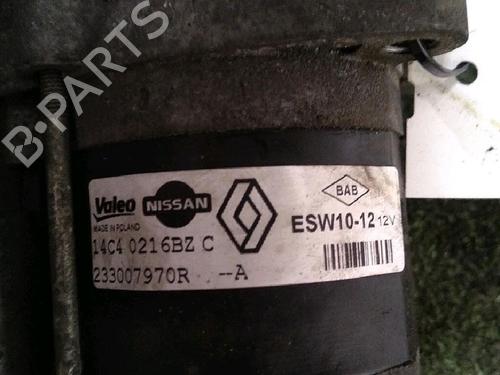 B-PARTS
Valeo NISSAN BAB
MADE IN POLAND
ESW10-12 12V
14C4 0216BZ C
233007970R --A